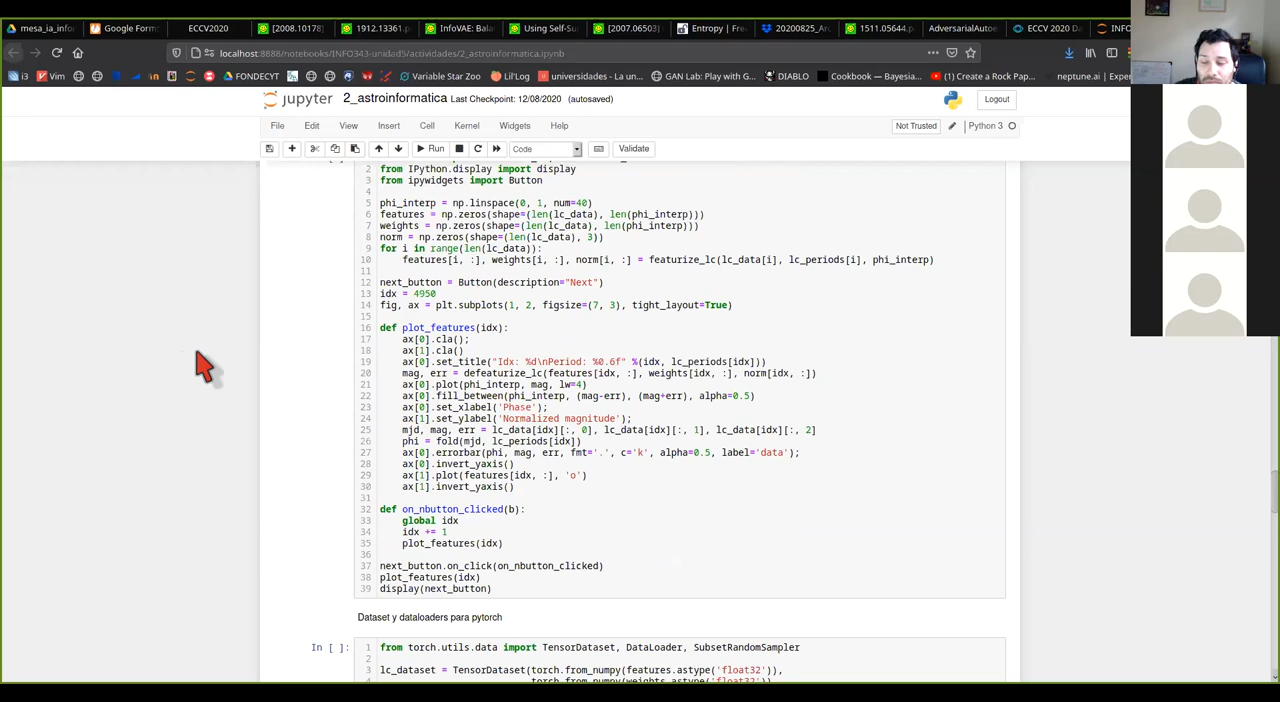 mesa_ia_info
Google Form
ECCV2020
[2008.10178]
1912.13361.p
InfoVAE: Bala
Using Self-Su
[2007.06503]
Entropy | Free
20200825_Ar
1511.05644.p
AdversarialAutoe
ECCV 2020 Da
INFO
localhost:8888/notebooks/INFO343-unidad5/actividades/2_astroinformatica.ipynb
i3
Vim
in
FONDECYT
Variable Star Zoo
Lil'Log
universidades - La un...
GAN Lab: Play with G...
DIABLO
Cookbook — Bayesia...
(1) Create a Rock Pap...
neptune.ai | Experimen
jupyter 2_astroinformatica Last Checkpoint: 12/08/2020 (autosaved)
Logout
File Edit View Insert Cell Kernel Widgets Help
Not Trusted Python 3
Run Code Validate
2 from IPython.display import display
3 from ipywidgets import Button
4
5 phi_interp = np.linspace(0, 1, num=40)
6 features = np.zeros(shape=(len(lc_data), len(phi_interp)))
7 weights = np.zeros(shape=(len(lc_data), len(phi_interp)))
8 norm = np.zeros(shape=(len(lc_data), 3))
9 for i in range(len(lc_data)):
10 features[i, :], weights[i, :], norm[i, :] = featurize_lc(lc_data[i], lc_periods[i], phi_interp)
11
12 next_button = Button(description="Next")
13 idx = 4950
14 fig, ax = plt.subplots(1, 2, figsize=(7, 3), tight_layout=True)
15
16 def plot_features(idx):
17 ax[0].cla();
18 ax[1].cla()
19 ax[0].set_title("Idx: %d\nPeriod: %0.6f" %(idx, lc_periods[idx]))
20 mag, err = defeaturize_lc(features[idx, :], weights[idx, :], norm[idx, :])
21 ax[0].plot(phi_interp, mag, lw=4)
22 ax[0].fill_between(phi_interp, (mag-err), (mag+err), alpha=0.5)
23 ax[0].set_xlabel('Phase');
24 ax[1].set_ylabel('Normalized magnitude');
25 mjd, mag, err = lc_data[idx][:, 0], lc_data[idx][:, 1], lc_data[idx][:, 2]
26 phi = fold(mjd, lc_periods[idx])
27 ax[0].errorbar(phi, mag, err, fmt='.', c='k', alpha=0.5, label='data');
28 ax[0].invert_yaxis()
29 ax[1].plot(features[idx, :], 'o')
30 ax[1].invert_yaxis()
31
32 def on_nbutton_clicked(b):
33 global idx
34 idx += 1
35 plot_features(idx)
36
37 next_button.on_click(on_nbutton_clicked)
38 plot_features(idx)
39 display(next_button)
Dataset y dataloaders para pytorch
In [ ]: 1 from torch.utils.data import TensorDataset, DataLoader, SubsetRandomSampler
2
3 lc_dataset = TensorDataset(torch.from_numpy(features.astype('float32')),
4 torch.from_numpy(weights.astype('float32')),